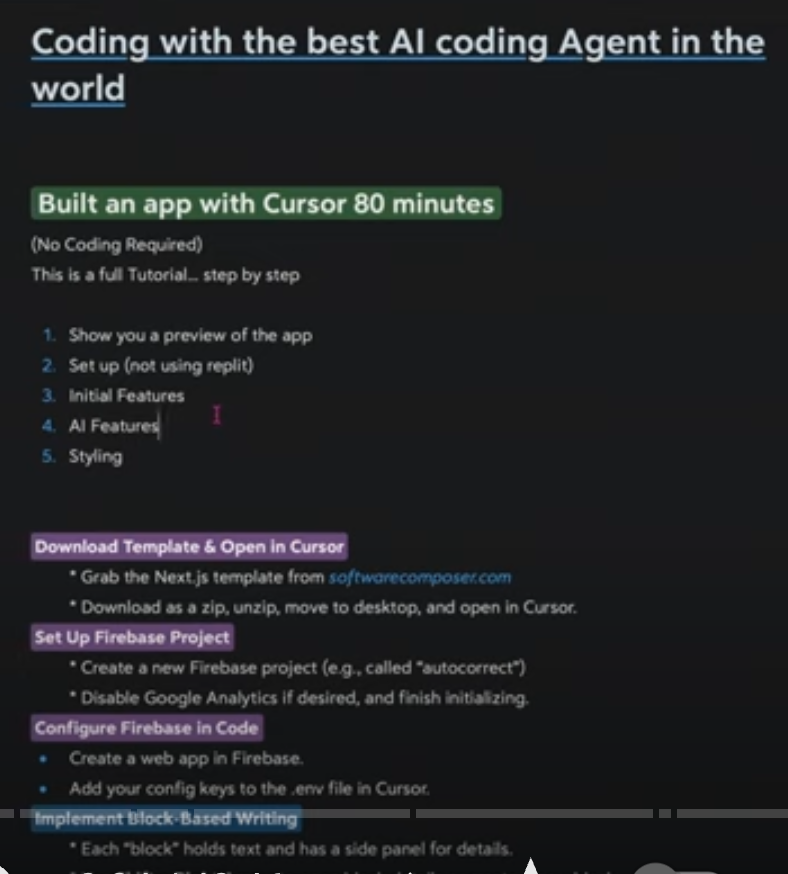 Coding with the best AI coding Agent in the
world
Built an app with Cursor 80 minutes
(No Coding Required)
This is a full Tutorial... step by step
1. Show you a preview of the app
2. Set up (not using replit)
3. Initial Features
4. AI Features
5. Styling
Download Template & Open in Cursor
* Grab the Next.js template from softwarecomposer.com
* Download as a zip, unzip, move to desktop, and open in Cursor.
Set Up Firebase Project
* Create a new Firebase project (e.g., called "autocorrect")
* Disable Google Analytics if desired, and finish initializing.
Configure Firebase in Code
• Create a web app in Firebase.
• Add your config keys to the .env file in Cursor.
Implement Block-Based Writing
* Each "block" holds text and has a side panel for details.